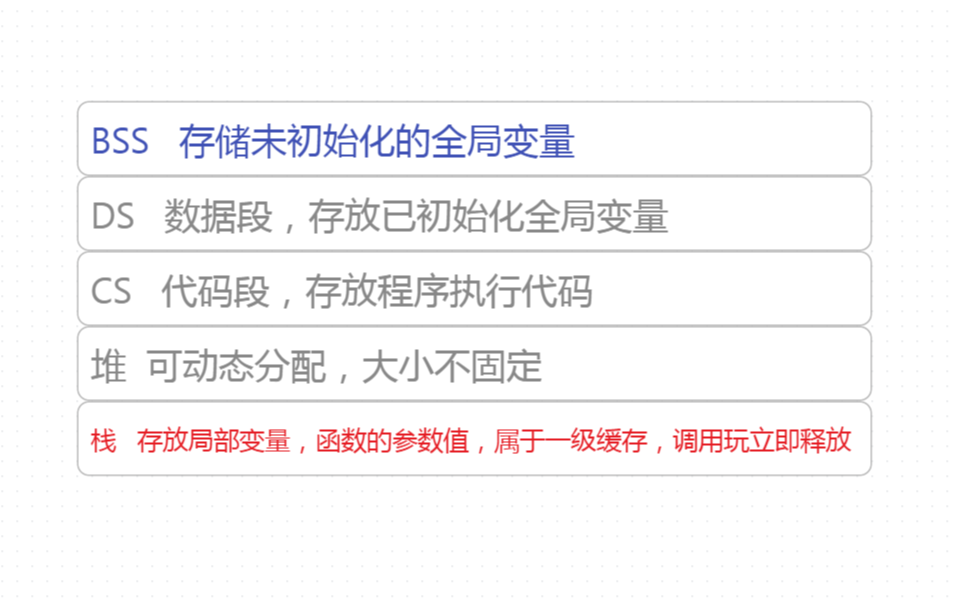 BSS 存储未初始化的全局变量
DS 数据段，存放已初始化全局变量
CS 代码段，存放程序执行代码
堆 可动态分配，大小不固定
栈 存放局部变量，函数的参数值，属于一级缓存，调用玩立即释放